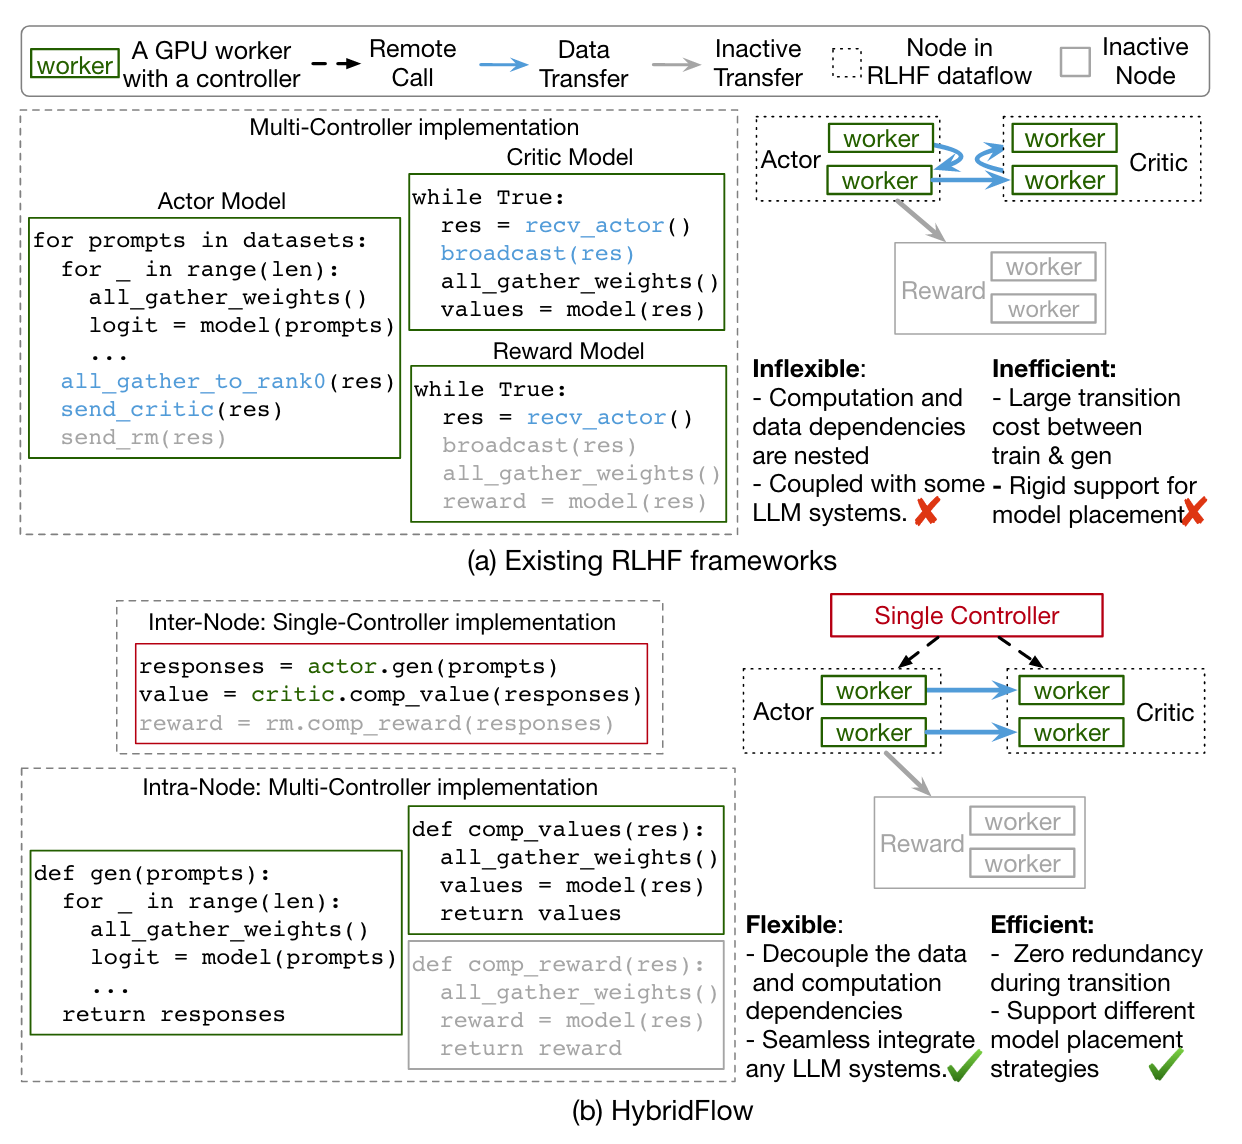 worker
A GPU worker
with a controller
Remote
Call
Data
Transfer
Inactive
Transfer
Node in
RLHF dataflow
Inactive
Node
Multi-Controller implementation
Actor Model
for prompts in datasets:
for _ in range(len):
all_gather_weights()
logit = model(prompts)
...
all_gather_to_rank0(res)
send_critic(res)
send_rm(res)
Critic Model
while True:
res = recv_actor()
broadcast(res)
all_gather_weights()
values = model(res)
Reward Model
while True:
res = recv_actor()
broadcast(res)
all_gather_weights()
reward = model(res)
Actor
worker
worker
worker
worker
Critic
Reward
worker
worker
Inflexible:
- Computation and
data dependencies
are nested
- Coupled with some
LLM systems.
Inefficient:
- Large transition
cost between
train & gen
- Rigid support for
model placement
(a) Existing RLHF frameworks
Inter-Node: Single-Controller implementation
responses = actor.gen(prompts)
value = critic.comp_value(responses)
reward = rm.comp_reward(responses)
Intra-Node: Multi-Controller implementation
def gen(prompts):
for _ in range(len):
all_gather_weights()
logit = model(prompts)
...
return responses
def comp_values(res):
all_gather_weights()
values = model(res)
return values
def comp_reward(res):
all_gather_weights()
reward = model(res)
return reward
Single Controller
Actor
worker
worker
worker
worker
Critic
Reward
worker
worker
Flexible:
- Decouple the data
and computation
dependencies
- Seamless integrate
any LLM systems.
Efficient:
- Zero redundancy
during transition
- Support different
model placement
strategies
(b) HybridFlow